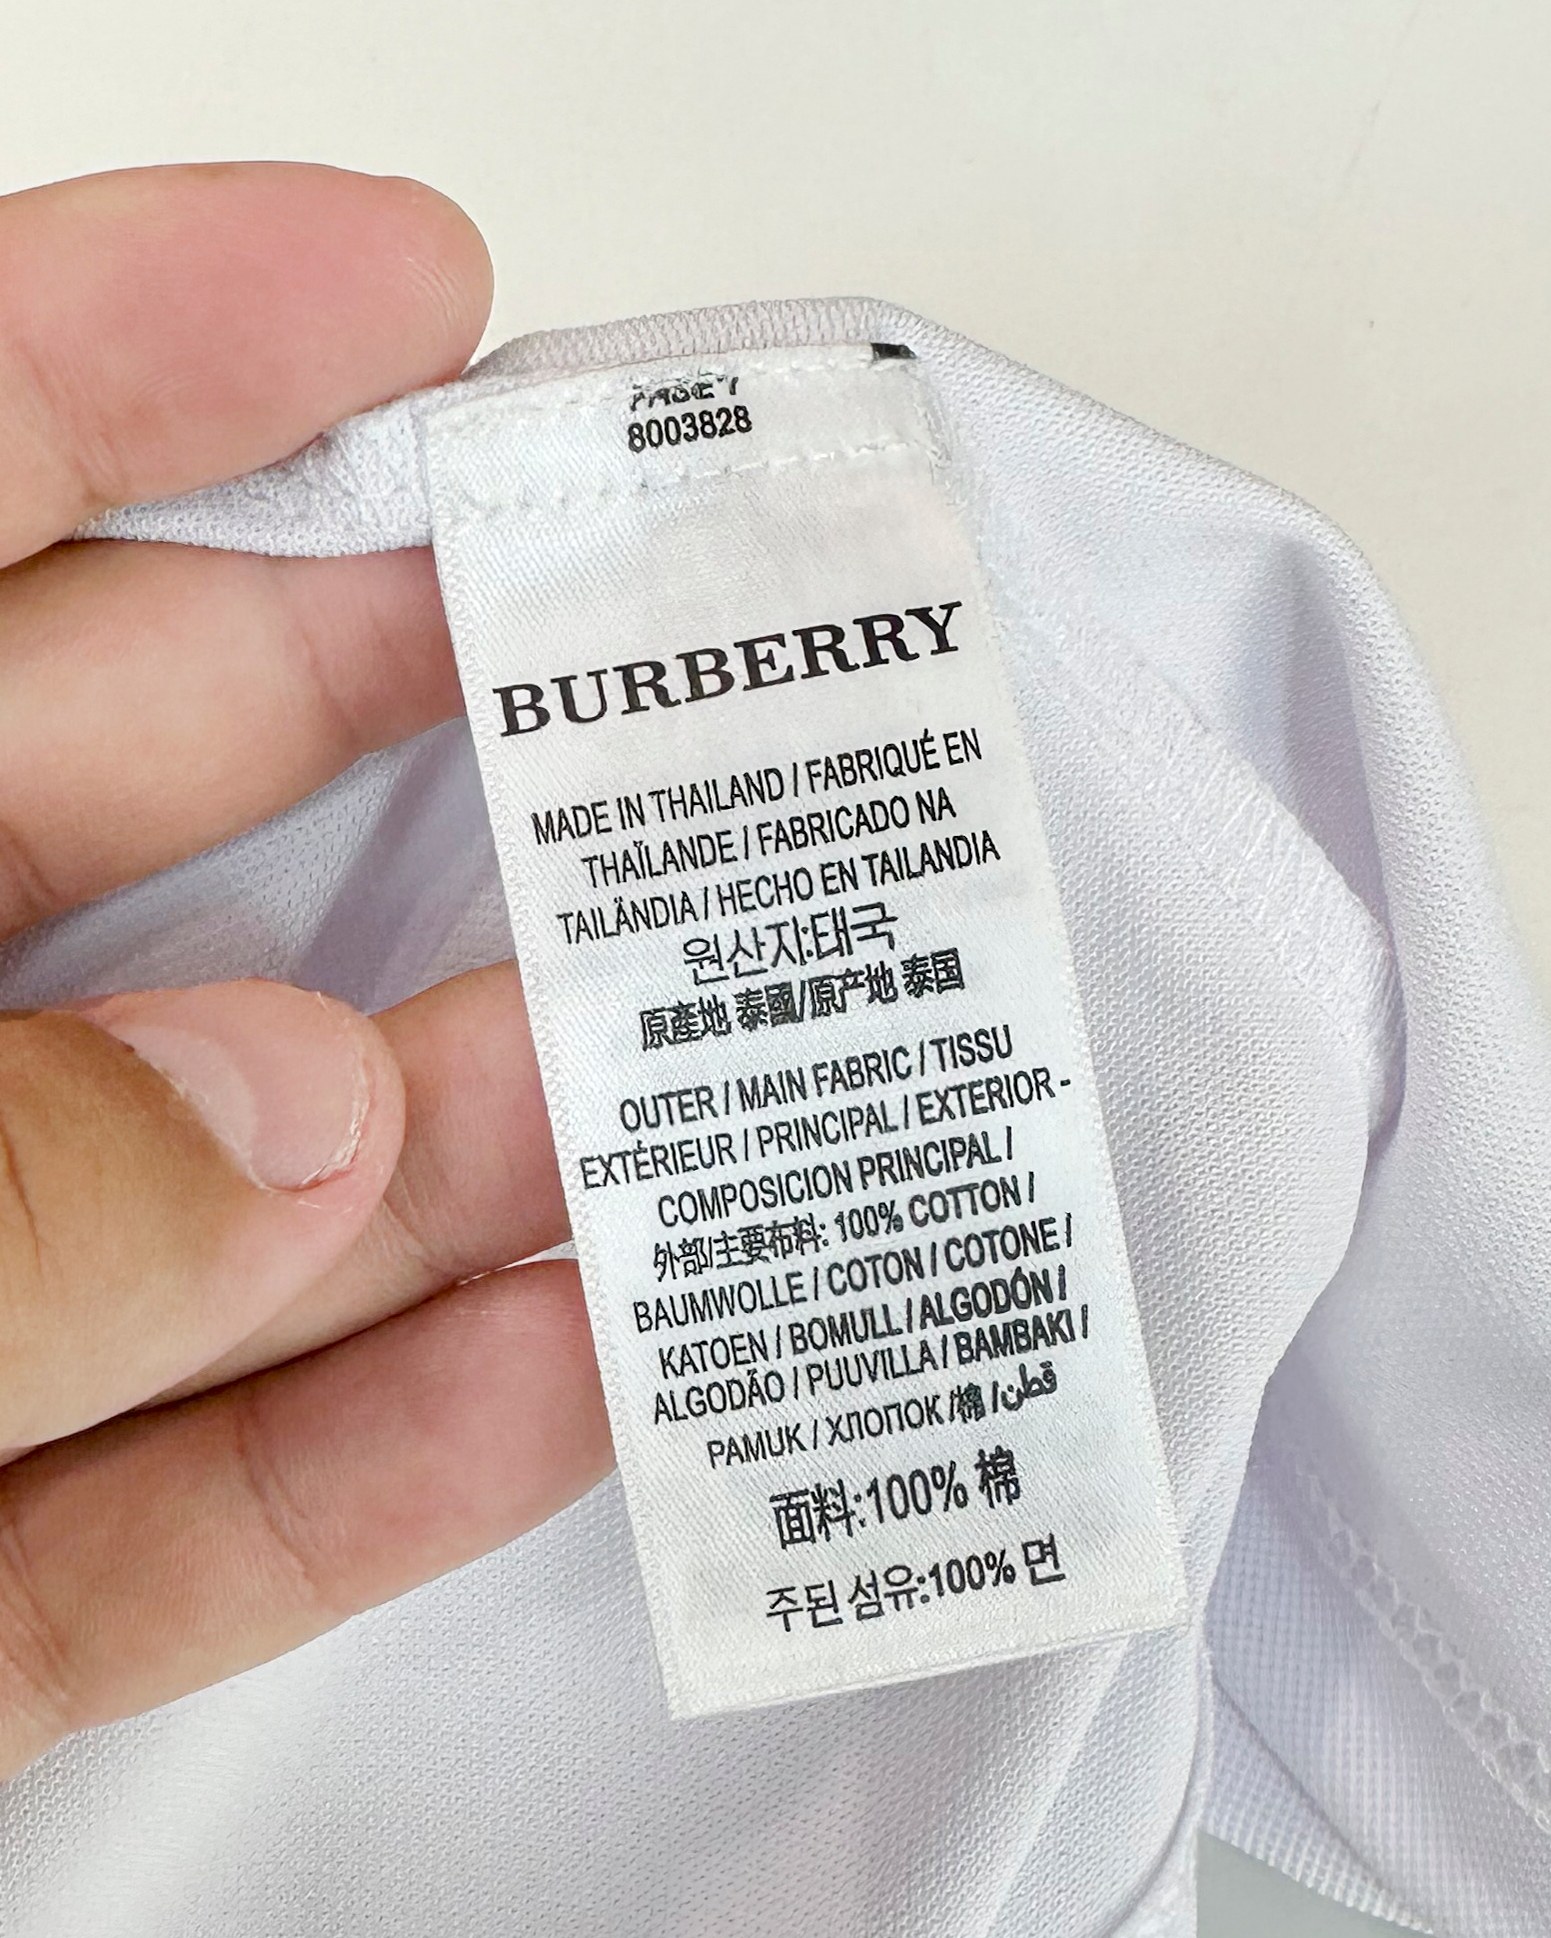 8003828
BURBERRY
MADE IN THAILAND / FABRIQUÉ EN
THAÏLANDE / FABRICADO NA
TAILÄNDIA / HECHO EN TAILANDIA
원산지:태국
原產地 泰國/原产地 泰国
OUTER / MAIN FABRIC / TISSU
EXTÉRIEUR / PRINCIPAL / EXTERIOR -
COMPOSICION PRINCIPAL /
外部/主要布料: 100% COTTON /
BAUMWOLLE / COTON / COTONE /
KATOEN / BOMULL / ALGODÓN /
ALGODÃO / PUUVILLA / BAMBAKI /
PAMUK / ХЛОПОК /棉 /قطن
面料:100% 棉
주된 섬유:100% 면